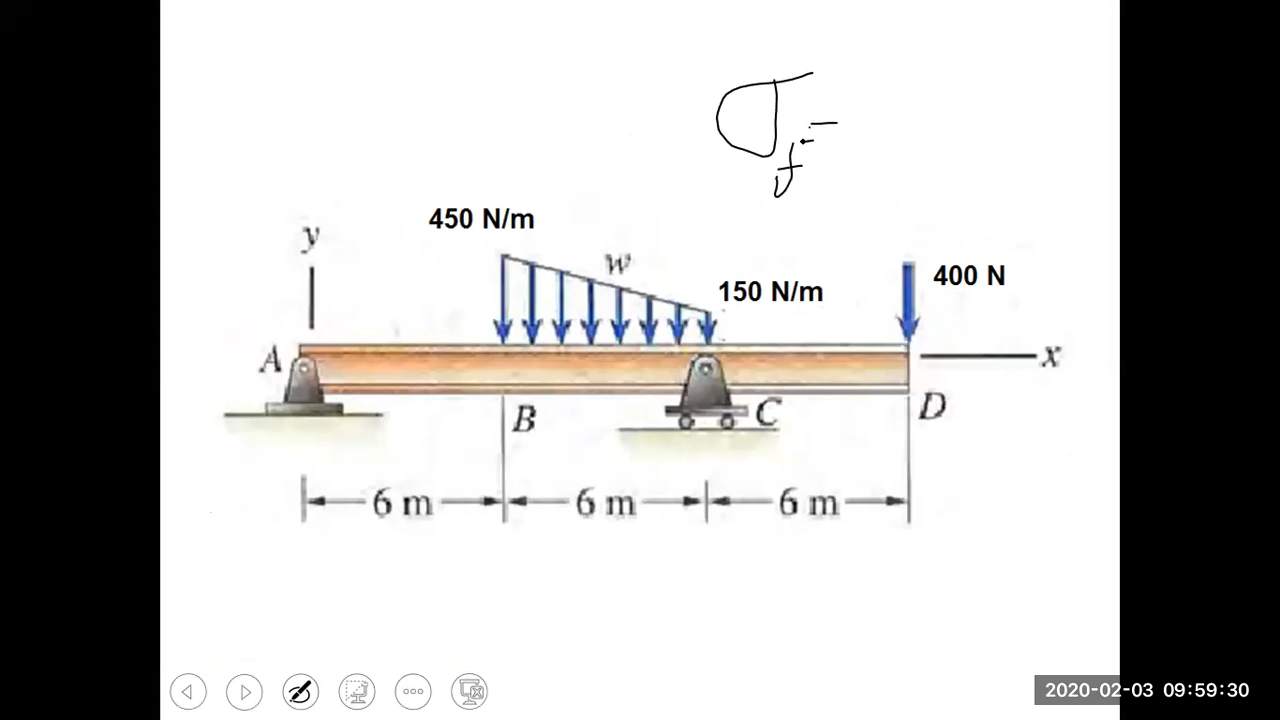 450 N/m
y
w
150 N/m
400 N
A
x
B
C
D
6 m
6 m
6 m
2020-02-03 09:59:30